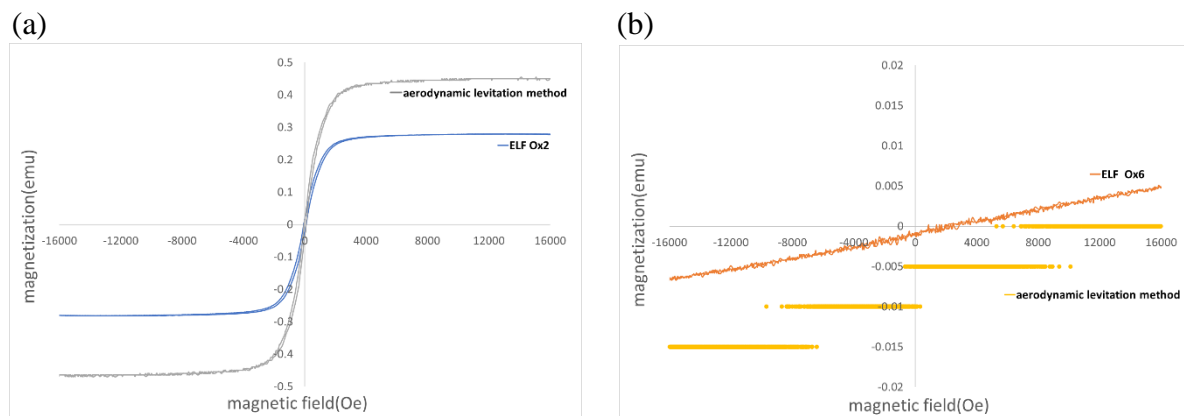 (a)
0.5
0.4
aerodynamic levitation method
0.3
ELF Ox2
0.2
0.1
0
-16000 -12000 -8000 -4000 0 4000 8000 12000 16000
-0.1
-0.2
-0.3
-0.4
-0.5
magnetization(emu)
magnetic field(Oe)
(b)
0.02
0.015
0.01
ELF Ox6
0.005
0
-16000 -12000 -8000 -4000 0 4000 8000 12000 16000
-0.005
aerodynamic levitation method
-0.01
-0.015
-0.02
magnetization(emu)
magnetic field(Oe)